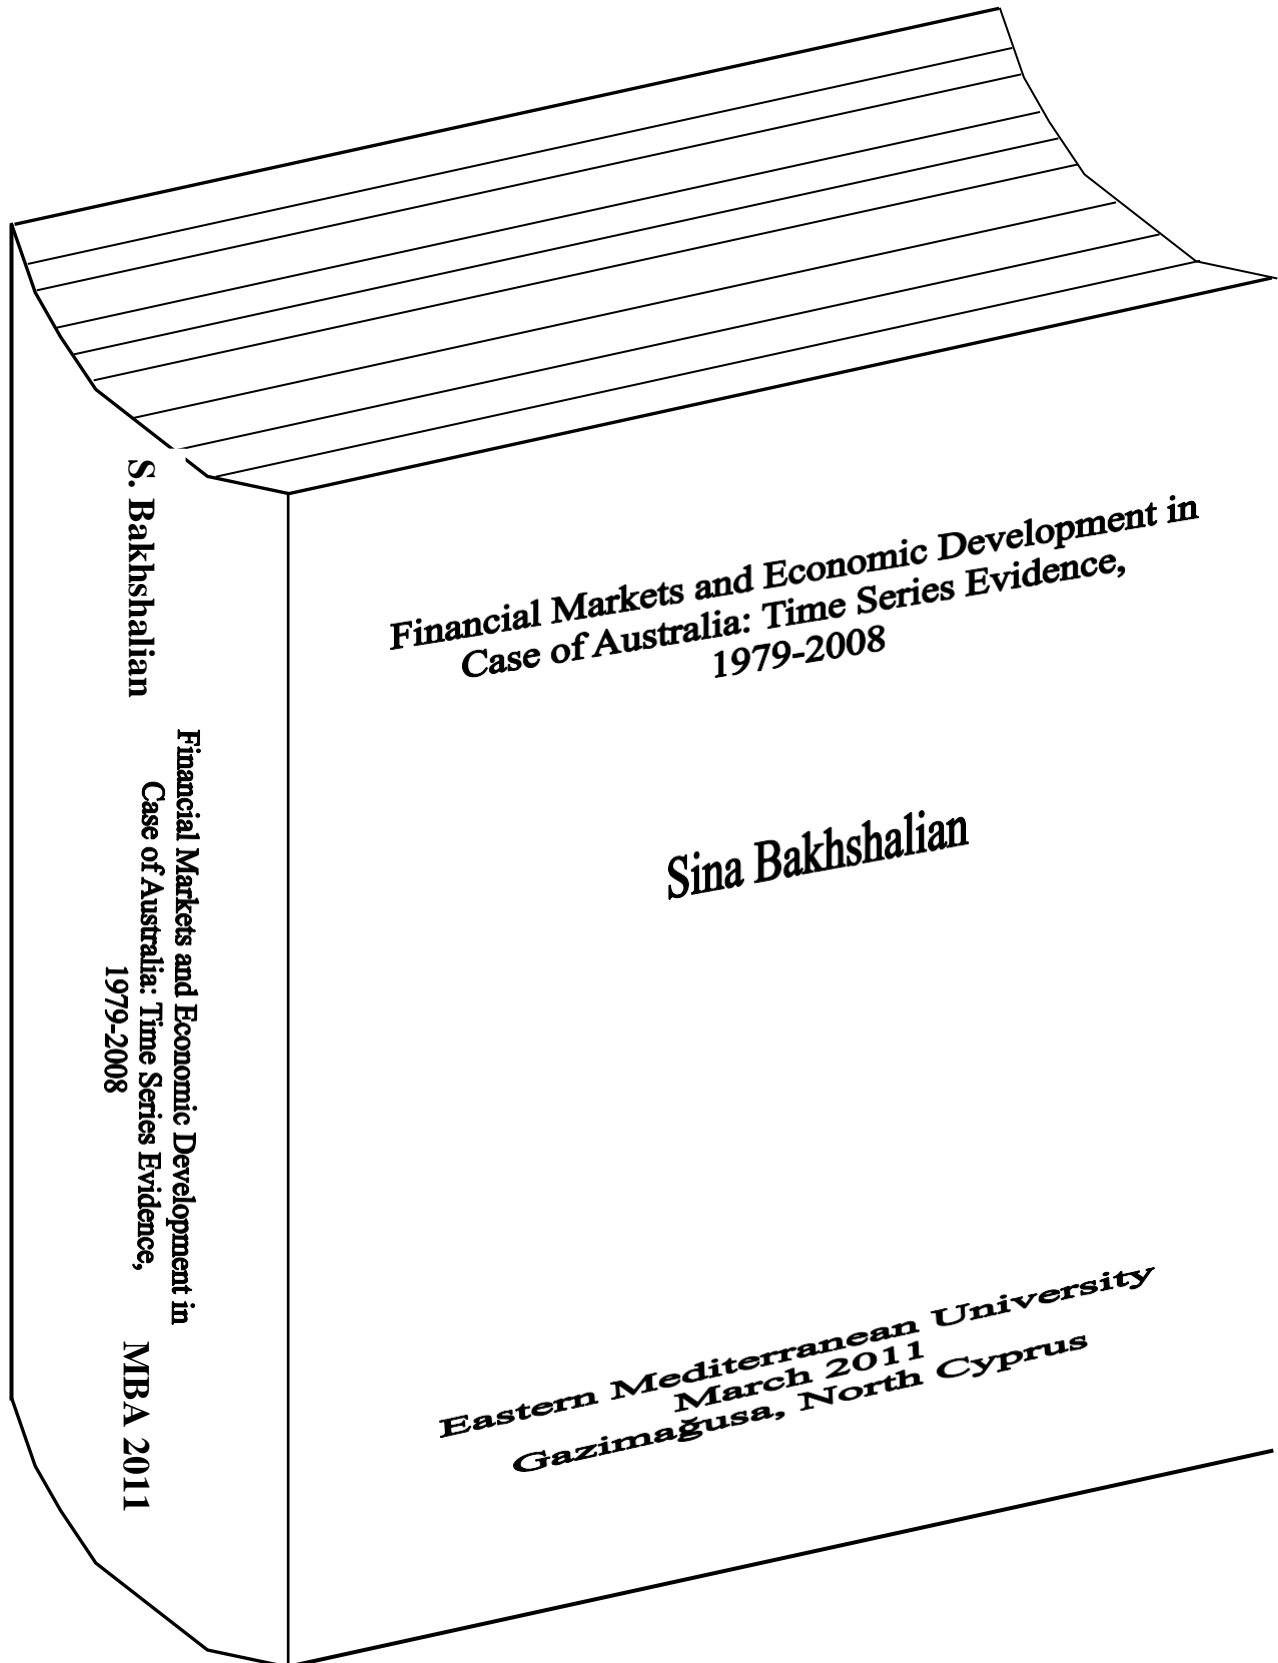 S. Bakhshalian
Financial Markets and Economic Development in
Case of Australia: Time Series Evidence,
1979-2008
MBA 2011
Financial Markets and Economic Development in
Case of Australia: Time Series Evidence,
1979-2008
Sina Bakhshalian
Eastern Mediterranean University
March 2011
Gazimağusa, North Cyprus